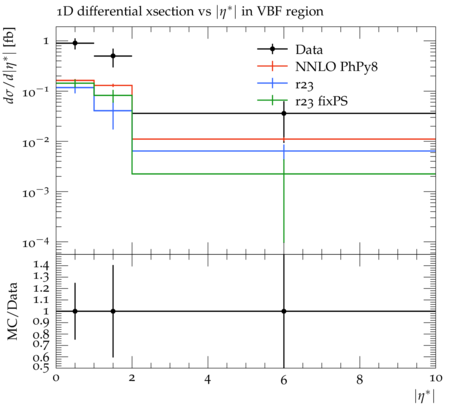 1D differential xsection vs |η*| in VBF region
dσ/d|η*| [fb]
1
10⁻¹
10⁻²
10⁻³
10⁻⁴
Data
NNLO PhPy8
r23
r23 fixPS
MC/Data
1.4
1.3
1.2
1.1
1
0.9
0.8
0.7
0.6
0.5
0 2 4 6 8 10
|η*|